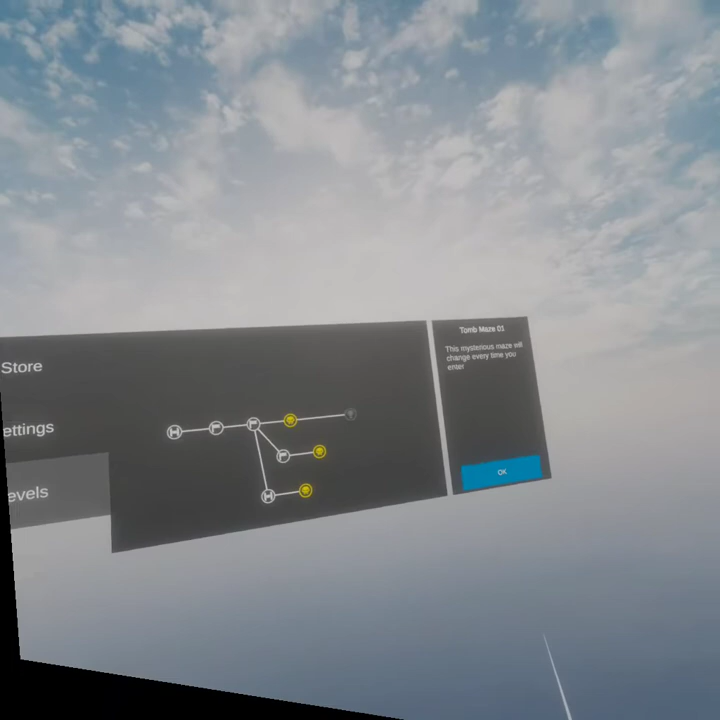 Store
ettings
evels
Tomb Maze 01
This mysterious maze will
change every time you
enter
OK